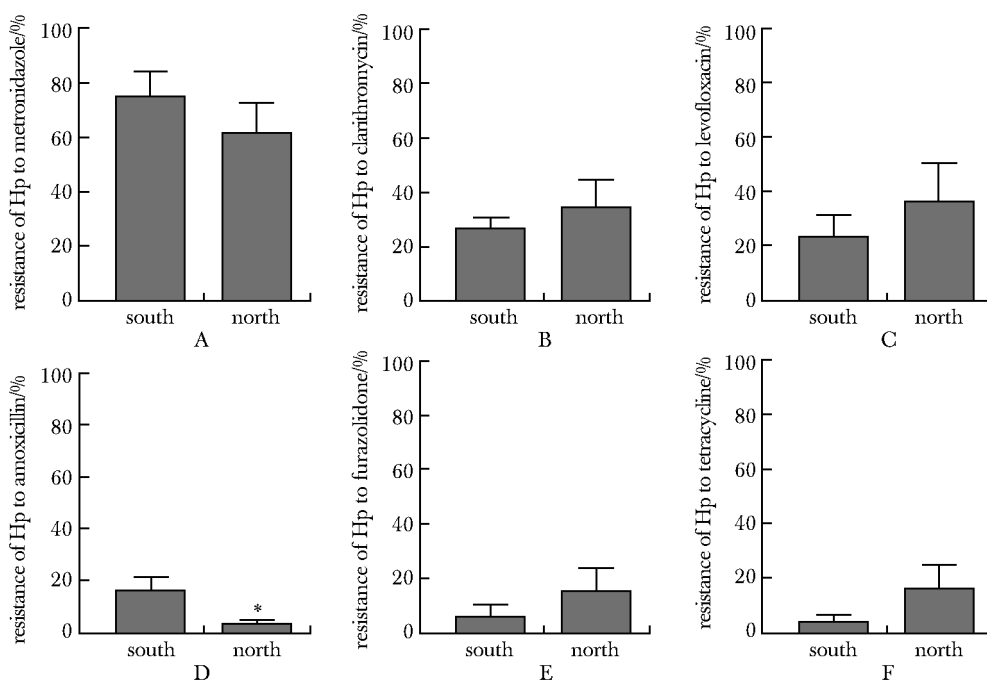 resistance of Hp to metronidazole/%
100
80
60
40
20
0
south north
A
resistance of Hp to clarithromycin/%
100
80
60
40
20
0
south north
B
resistance of Hp to levofloxacin/%
100
80
60
40
20
0
south north
C
resistance of Hp to amoxicillin/%
100
80
60
40
20
0
*
south north
D
resistance of Hp to furazolidone/%
100
80
60
40
20
0
south north
E
resistance of Hp to tetracycline/%
100
80
60
40
20
0
south north
F